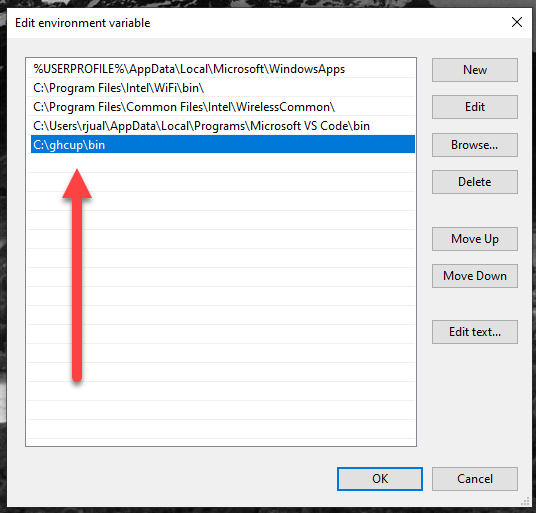 Edit environment variable
%USERPROFILE%\AppData\Local\Microsoft\WindowsApps
C:\Program Files\Intel\WiFi\bin\
C:\Program Files\Common Files\Intel\WirelessCommon\
C:\Users\rjual\AppData\Local\Programs\Microsoft VS Code\bin
C:\ghcup\bin
New
Edit
Browse...
Delete
Move Up
Move Down
Edit text...
OK
Cancel